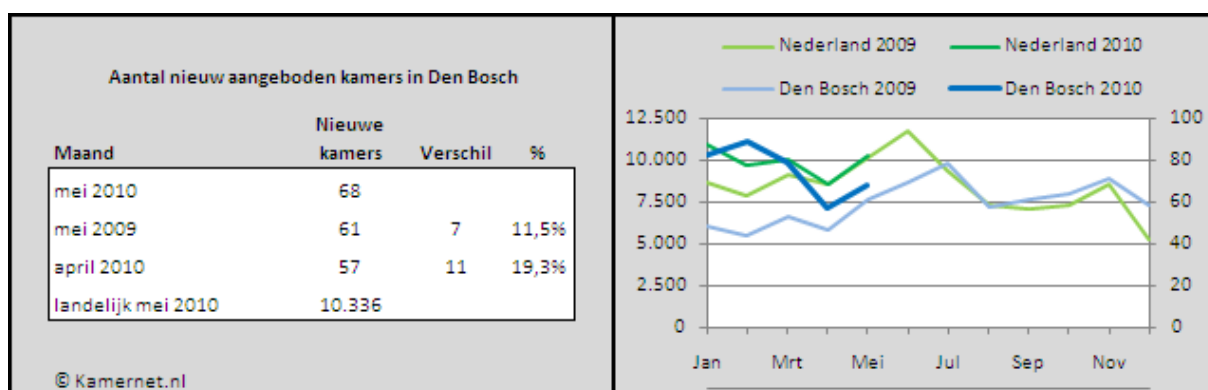 Aantal nieuw aangeboden kamers in Den Bosch
Nieuwe
Maand kamers Verschil %
mei 2010 68
mei 2009 61 7 11,5%
april 2010 57 11 19,3%
landelijk mei 2010 10.336
© Kamernet.nl
Nederland 2009 Nederland 2010
Den Bosch 2009 Den Bosch 2010
12.500 100
10.000 80
7.500 60
5.000 40
2.500 20
0 0
Jan Mrt Mei Jul Sep Nov